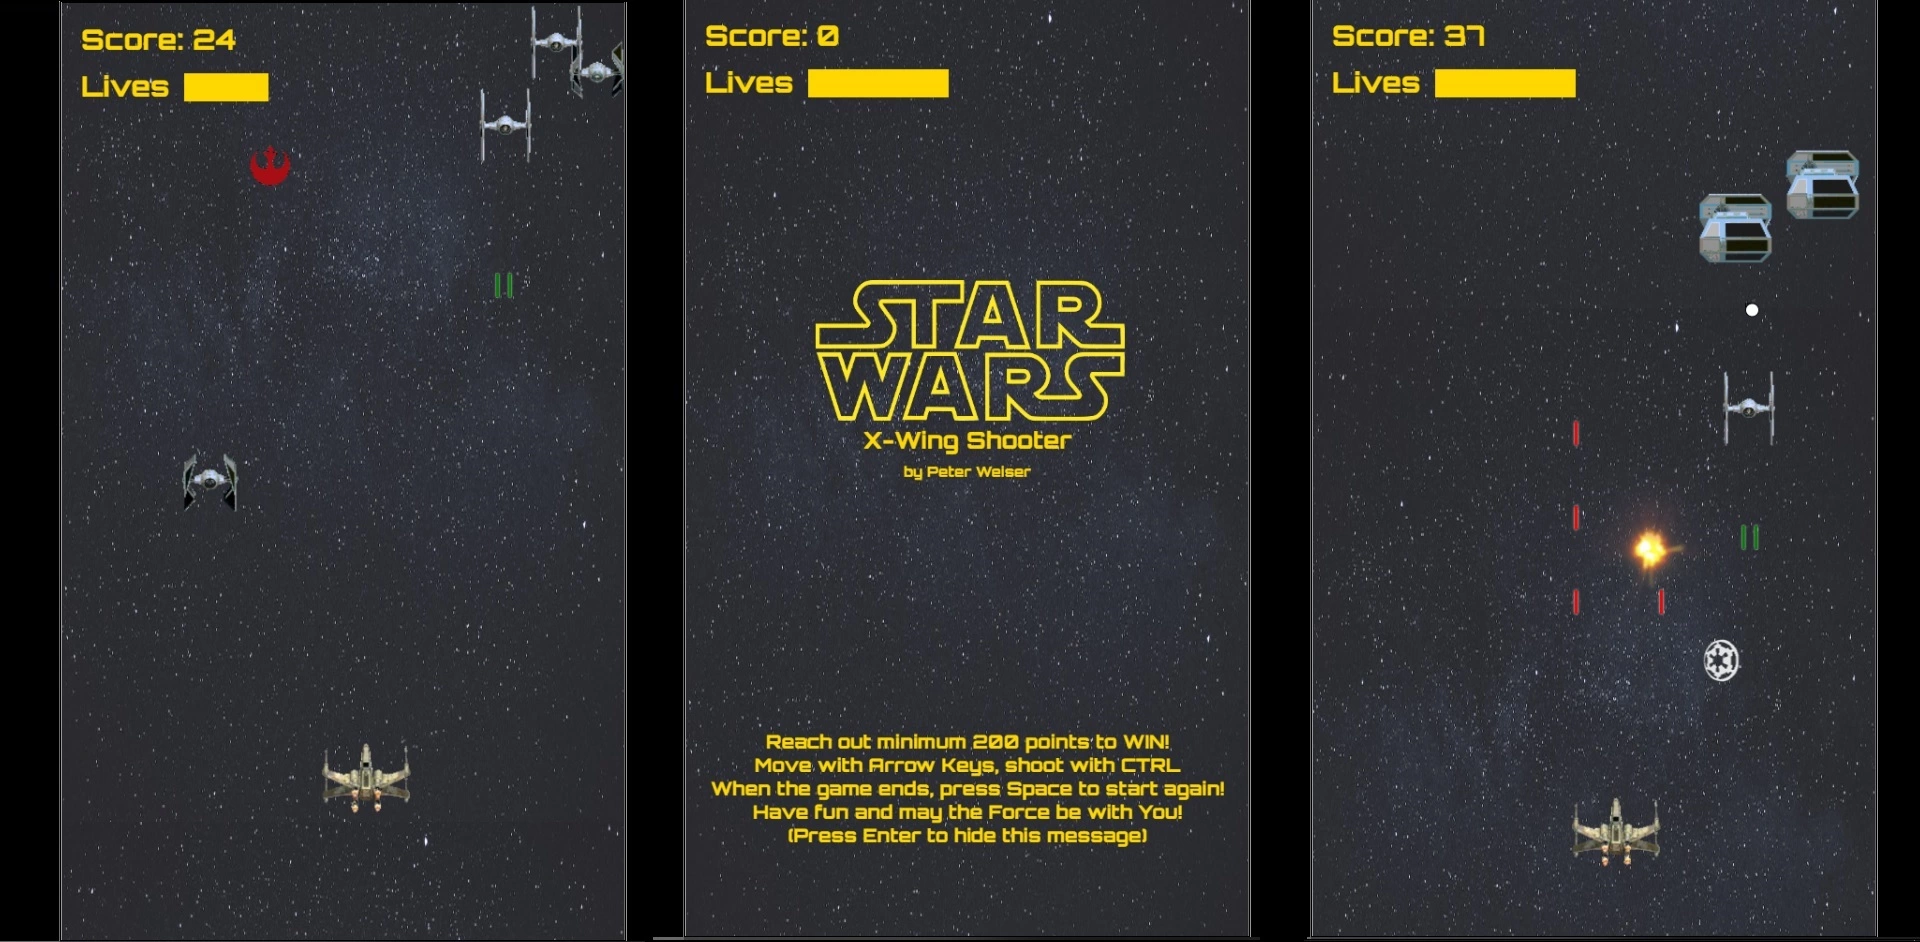 Score: 24
Lives
Score: 0
Lives
STAR
WARS
X-Wing Shooter
by Peter Weiser
Reach out minimum 200 points to WIN!
Move with Arrow Keys, shoot with CTRL
When the game ends, press Space to start again!
Have fun and may the Force be with You!
(Press Enter to hide this message)
Score: 37
Lives